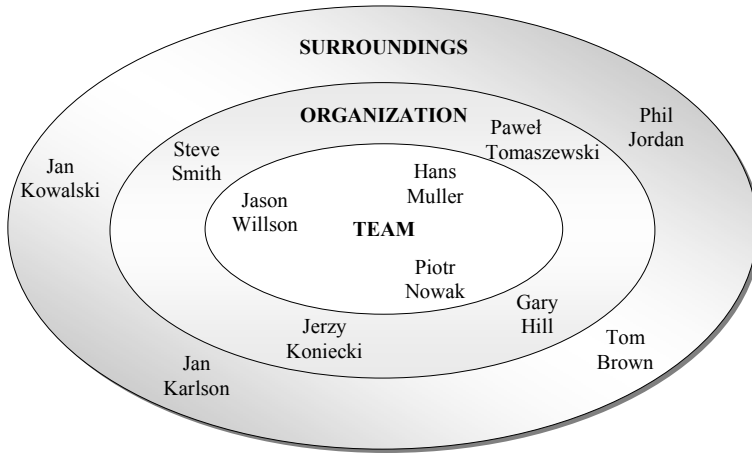 SURROUNDINGS
ORGANIZATION
Phil
Jordan
Paweł
Tomaszewski
Steve
Smith
Jan
Kowalski
Hans
Muller
Jason
Willson
TEAM
Piotr
Nowak
Gary
Hill
Jerzy
Koniecki
Tom
Brown
Jan
Karlson